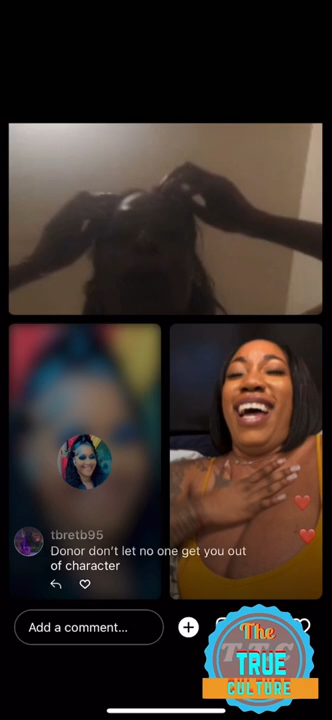 tbretb95
Donor don't let no one get you out
of character
Add a comment...
The
TRUE
CULTURE